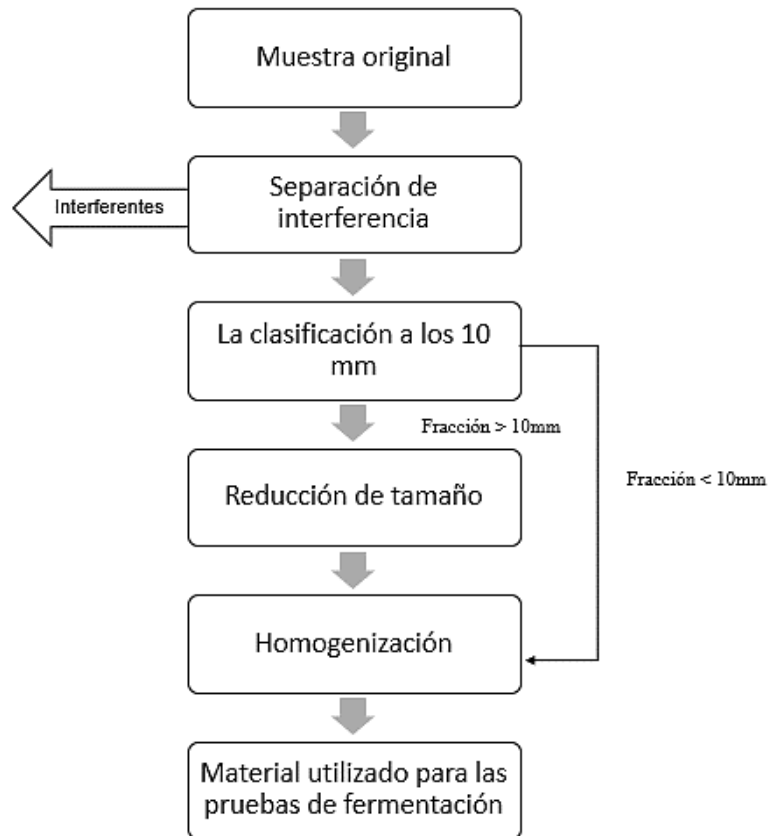 Muestra original
Separación de
interferencia
Interferentes
La clasificación a los 10
mm
Fracción > 10mm
Fracción < 10mm
Reducción de tamaño
Homogenización
Material utilizado para las
pruebas de fermentación